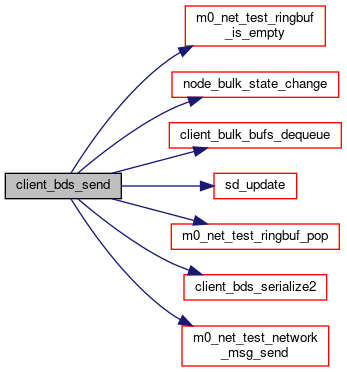 m0_net_test_ringbuf
_is_empty
node_bulk_state_change
client_bulk_bufs_dequeue
client_bds_send
sd_update
m0_net_test_ringbuf_pop
client_bds_serialize2
m0_net_test_network
_msg_send